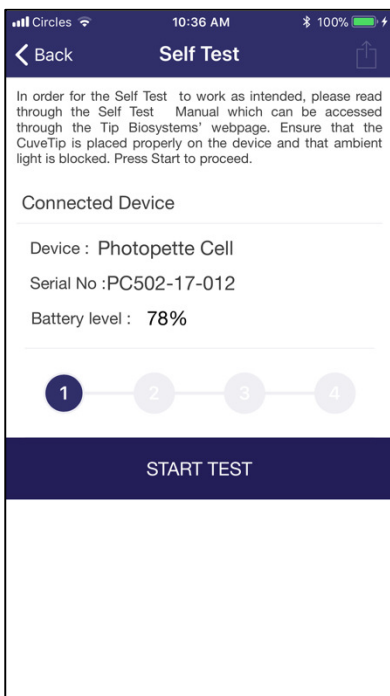 Circles 10:36 AM 100%
Back Self Test
In order for the Self Test to work as intended, please read
through the Self Test Manual which can be accessed
through the Tip Biosystems' webpage. Ensure that the
CuveTip is placed properly on the device and that ambient
light is blocked. Press Start to proceed.
Connected Device
Device : Photopette Cell
Serial No :PC502-17-012
Battery level : 78%
1 2 3 4
START TEST